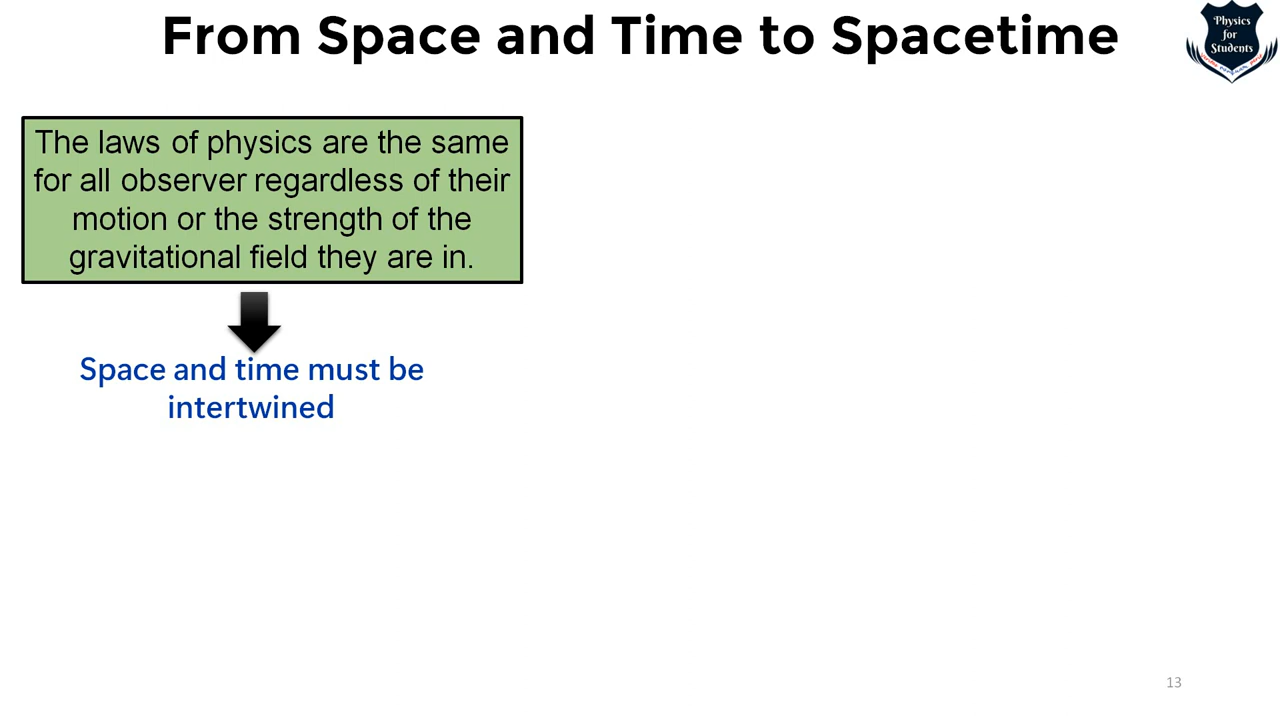 From Space and Time to Spacetime
Physics
for
Students
The laws of physics are the same
for all observer regardless of their
motion or the strength of the
gravitational field they are in.
Space and time must be
intertwined
13